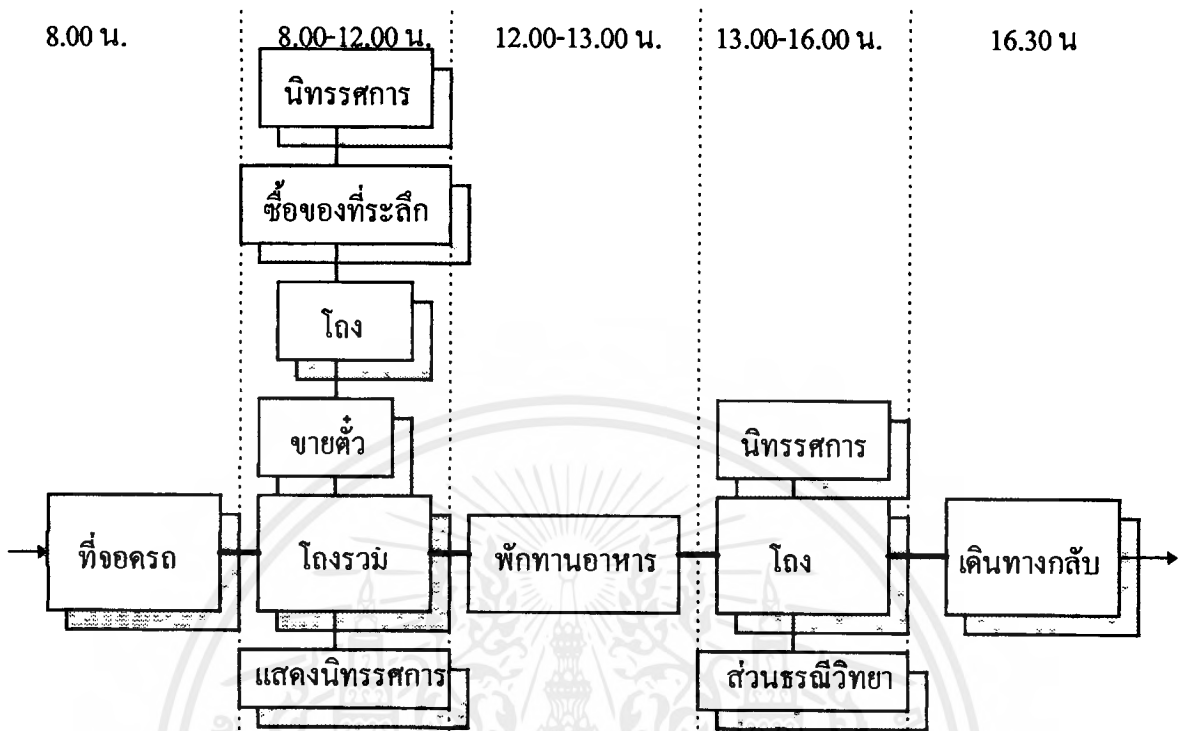 8.00 น.
8.00-12.00 น.
12.00-13.00 น.
13.00-16.00 น.
16.30 น
นิทรรศการ
ซื้อของที่ระลึก
โถง
ขายตั๋ว
นิทรรศการ
ที่จอดรถ
โถงรวม
พักทานอาหาร
โถง
เดินทางกลับ
แสดงนิทรรศการ
ส่วนธรณีวิทยา